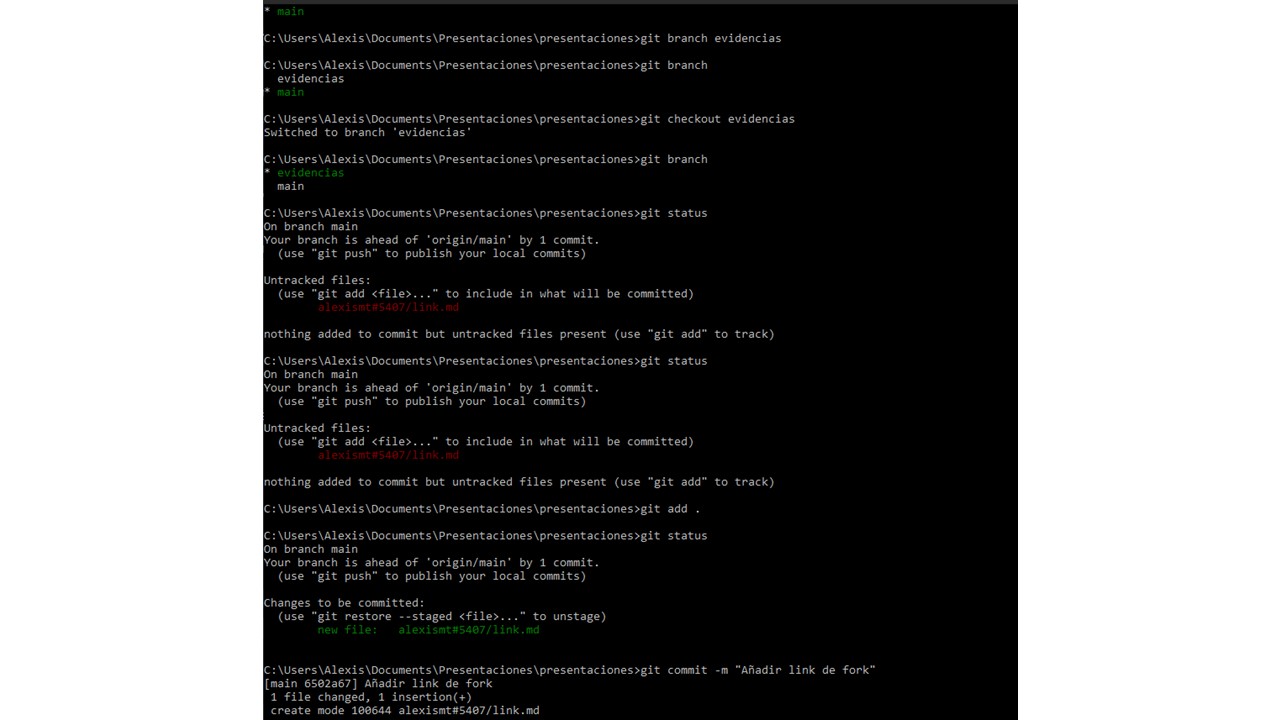 * main
C:\Users\Alexis\Documents\Presentaciones\presentaciones>git branch evidencias
C:\Users\Alexis\Documents\Presentaciones\presentaciones>git branch
evidencias
* main
C:\Users\Alexis\Documents\Presentaciones\presentaciones>git checkout evidencias
Switched to branch 'evidencias'
C:\Users\Alexis\Documents\Presentaciones\presentaciones>git branch
* evidencias
main
C:\Users\Alexis\Documents\Presentaciones\presentaciones>git status
On branch main
Your branch is ahead of 'origin/main' by 1 commit.
(use "git push" to publish your local commits)
Untracked files:
(use "git add <file>..." to include in what will be committed)
alexismt#5407/link.md
nothing added to commit but untracked files present (use "git add" to track)
C:\Users\Alexis\Documents\Presentaciones\presentaciones>git status
On branch main
Your branch is ahead of 'origin/main' by 1 commit.
(use "git push" to publish your local commits)
Untracked files:
(use "git add <file>..." to include in what will be committed)
alexismt#5407/link.md
nothing added to commit but untracked files present (use "git add" to track)
C:\Users\Alexis\Documents\Presentaciones\presentaciones>git add .
C:\Users\Alexis\Documents\Presentaciones\presentaciones>git status
On branch main
Your branch is ahead of 'origin/main' by 1 commit.
(use "git push" to publish your local commits)
Changes to be committed:
(use "git restore --staged <file>..." to unstage)
new file:   alexismt#5407/link.md
C:\Users\Alexis\Documents\Presentaciones\presentaciones>git commit -m "Añadir link de fork"
[main 6502a67] Añadir link de fork
1 file changed, 1 insertion(+)
create mode 100644 alexismt#5407/link.md